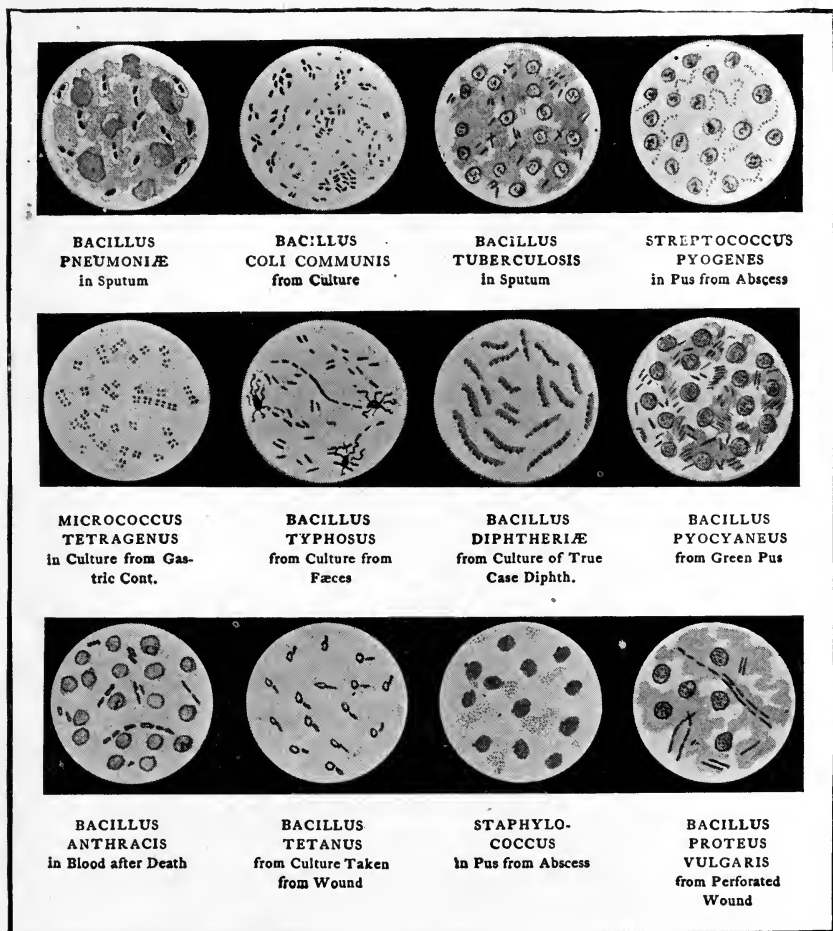 BACILLUS
PNEUMONIÆ
in Sputum
BACILLUS
COLI COMMUNIS
from Culture
BACILLUS
TUBERCULOSIS
in Sputum
STREPTOCOCCUS
PYOGENES
in Pus from Abscess
MICROCOCCUS
TETRAGENUS
in Culture from Gas-
tric Cont.
BACILLUS
TYPHOSUS
from Culture from
Fæces
BACILLUS
DIPHTHERIÆ
from Culture of True
Case Diphth.
BACILLUS
PYOCYANEUS
from Green Pus
BACILLUS
ANTHRACIS
in Blood after Death
BACILLUS
TETANUS
from Culture Taken
from Wound
STAPHYLO-
COCCUS
in Pus from Abscess
BACILLUS
PROTEUS
VULGARIS
from Perforated
Wound